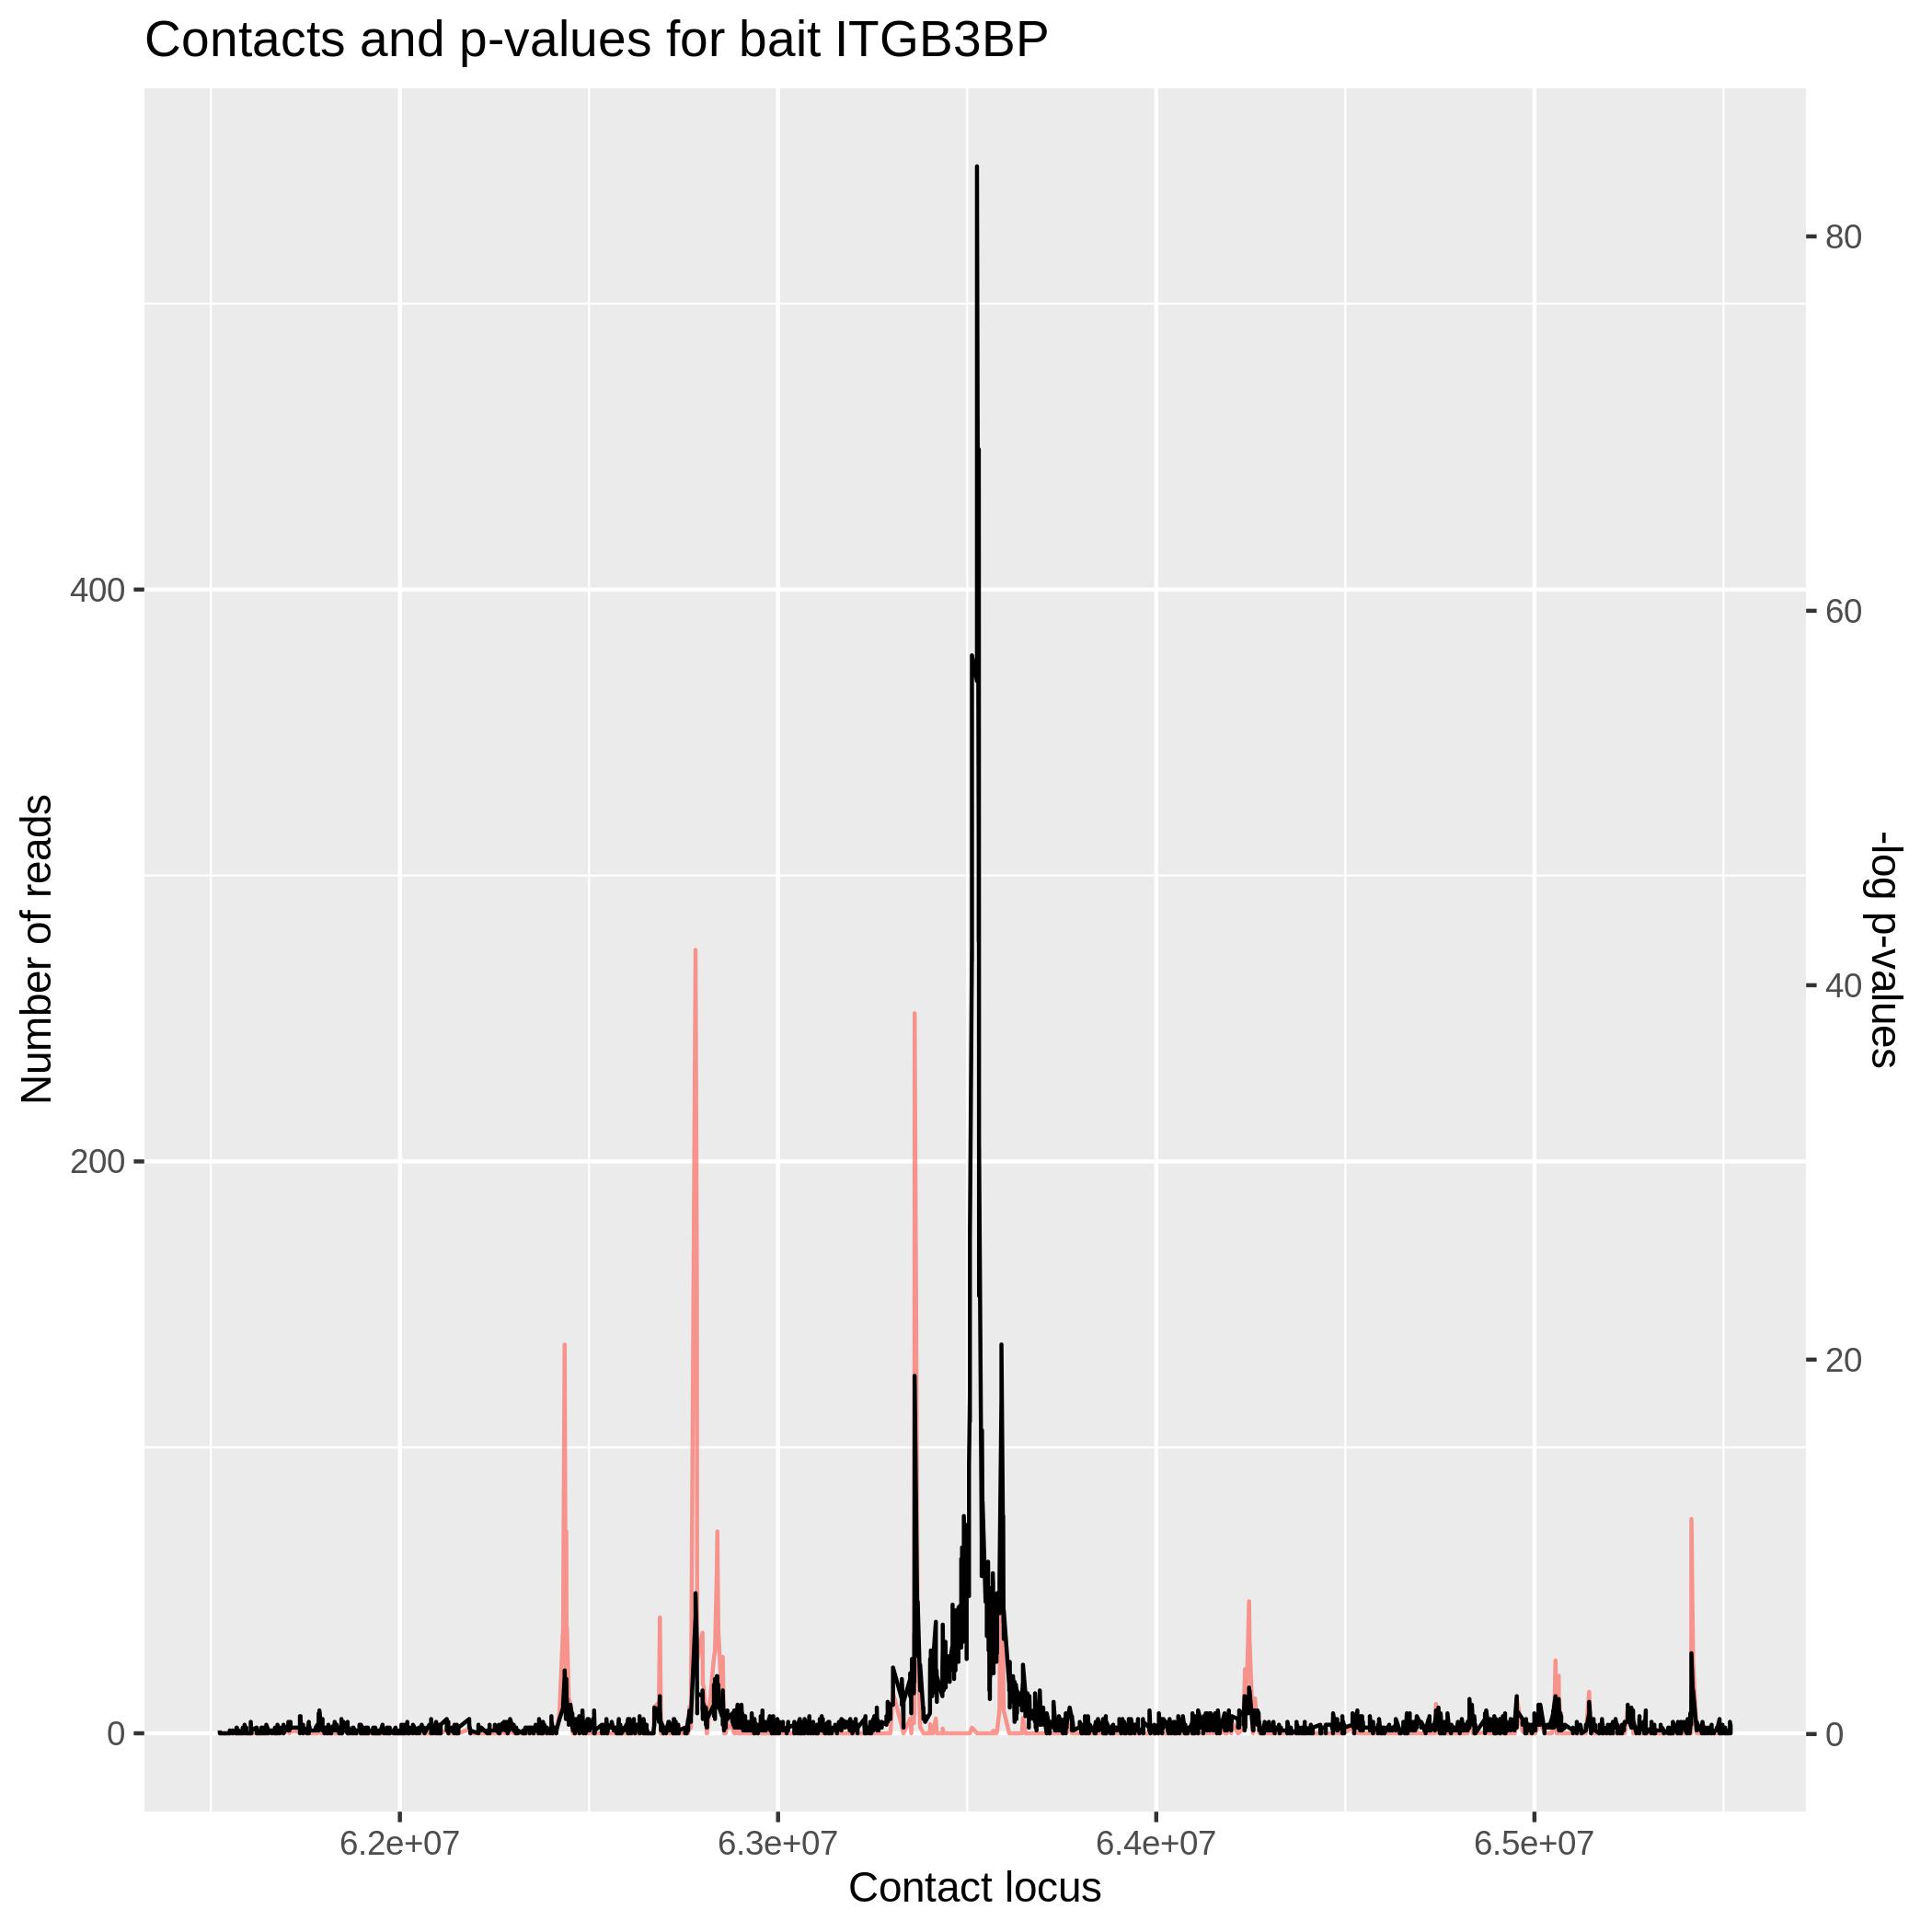 Contacts and p-values for bait ITGB3BP
Number of reads
400
200
0
80
60
40
20
0
-log p-values
6.2e+07 6.3e+07 6.4e+07 6.5e+07
Contact locus